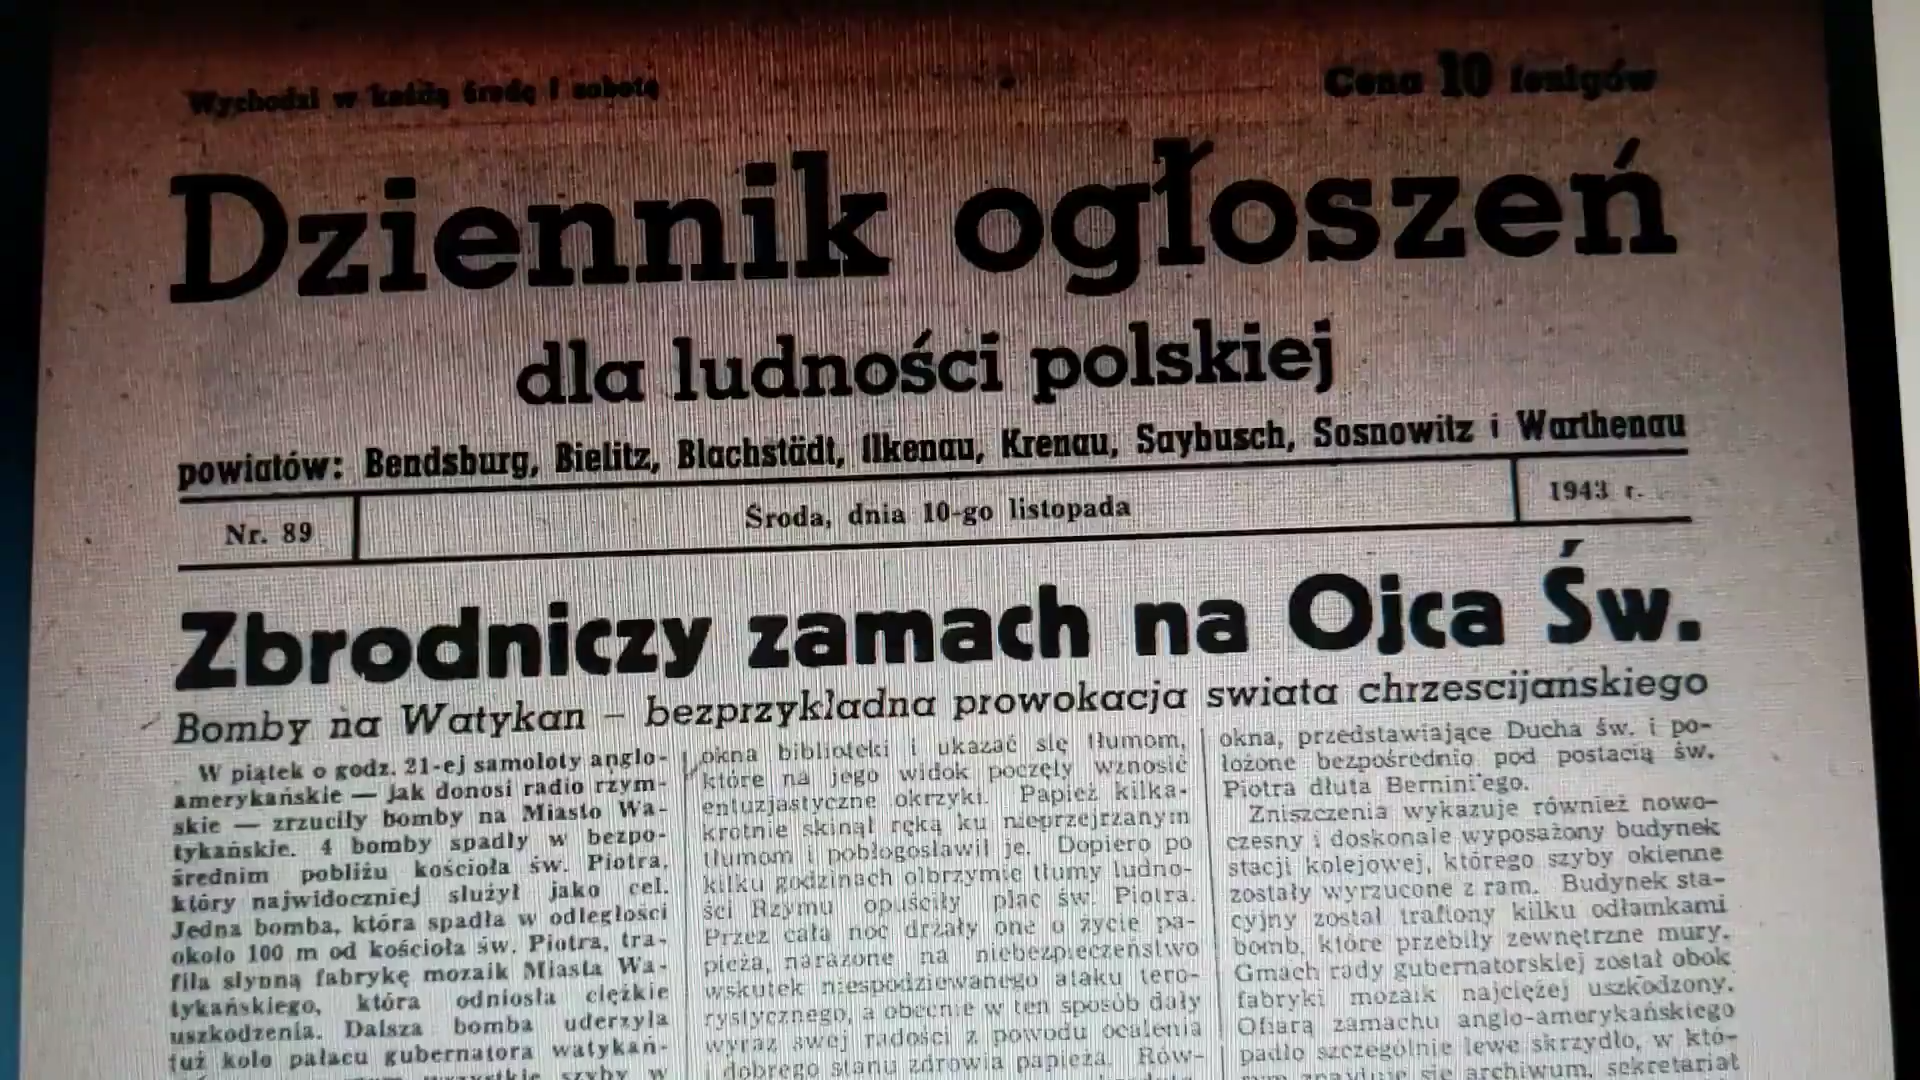 Wychodzi w każdą środę i sobotę
Cena 10 fenigów
Dziennik ogłoszeń
dla ludności polskiej
powiatów: Bendsburg, Bielitz, Blachstädt, Ilkenau, Krenau, Saybusch, Sosnowitz i Warthenau
Nr. 89
Środa, dnia 10-go listopada
1943 r.
Zbrodniczy zamach na Ojca Św.
Bomby na Watykan – bezprzykladna prowokacja swiata chrzescijańskiego
W piątek o godz. 21-ej samoloty anglo-
amerykańskie — jak donosi radio rzym-
skie — zrzuciły bomby na Miasto Wa-
tykańskie. 4 bomby spadły w bezpo-
średnim pobliżu kościoła św. Piotra,
który najwidoczniej służył jako cel.
Jedna bomba, która spadła w odległości
około 100 m od kościoła św. Piotra, tra-
fiła słynną fabrykę mozaik Miasta Wa-
tykańskiego, która odniosła ciężkie
uszkodzenia. Dalsza bomba uderzyła
tuż koło pałacu gubernatora watykań-
szyby w
okna biblioteki i ukazać się tłumom,
które na jego widok poczęły wznosić
entuzjastyczne okrzyki. Papież kilka-
krotnie skinął ręką ku nieprzejrzanym
tłumom i pobłogosławił je. Dopiero po
kilku godzinach olbrzymie tłumy ludno-
ści Rzymu opuściły plac św. Piotra.
Przez całą noc drżały one o życie pa-
pieża, narażone na niebezpieczeństwo
wskutek niespodziewanego ataku tero-
rystycznego, a obecnie w ten sposób dały
wyraz swej radości z powodu ocalenia
i dobrego stanu zdrowia papieża. Rów-
okna, przedstawiające Ducha św. i po-
łożone bezpośrednio pod postacią św.
Piotra dłuta Bernini'ego.
Zniszczenia wykazuje również nowo-
czesny i doskonale wyposażony budynek
stacji kolejowej, którego szyby okienne
zostały wyrzucone z ram. Budynek sta-
cyjny został trafiony kilku odłamkami
bomb, które przebiły zewnętrzne mury.
Gmach rady gubernatorskiej został obok
fabryki mozaik najciężej uszkodzony.
Ofiarą zamachu anglo-amerykańskiego
padło szczególnie lewe skrzydło, w któ-
rym znajduje się archiwum, sekretariat